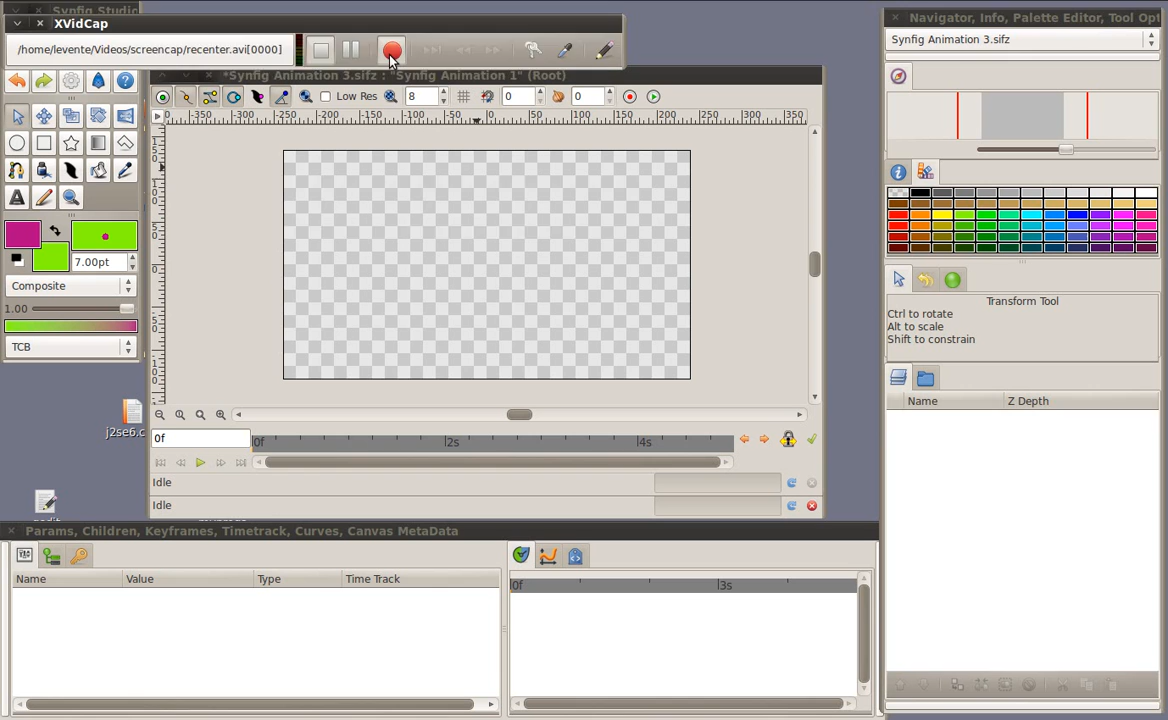 Synfig Studio
XVidCap
/home/levente/Videos/screencap/recenter.avi[0000]
Navigator, Info, Palette Editor, Tool Opt
Synfig Animation 3.sifz
*Synfig Animation 3.sifz : "Synfig Animation 1" (Root)
Low Res
8
0
0
-350
-300
-250
-200
-150
-100
-50
0
50
100
150
200
250
300
350
7.00pt
Composite
1.00
TCB
Transform Tool
Ctrl to rotate
Alt to scale
Shift to constrain
Name
Z Depth
j2se6.c
0f
0f
2s
4s
Idle
Idle
gedit
Params, Children, Keyframes, Timetrack, Curves, Canvas MetaData
Name
Value
Type
Time Track
0f
3s